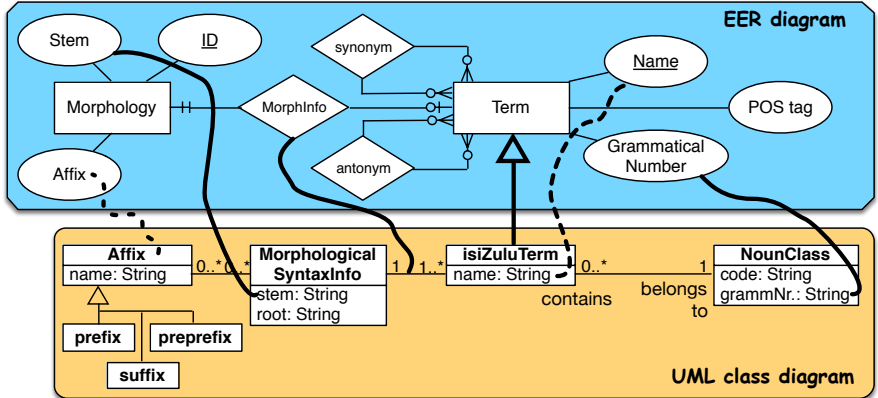 EER diagram
Stem
ID
synonym
Name
Morphology
MorphInfo
Term
POS tag
Affix
antonym
Grammatical
Number
Affix
name: String
0..*
0..*
Morphological
SyntaxInfo
stem: String
root: String
1
1..*
isiZuluTerm
name: String
0..*
contains
1
belongs
to
NounClass
code: String
grammNr.: String
prefix
preprefix
suffix
UML class diagram